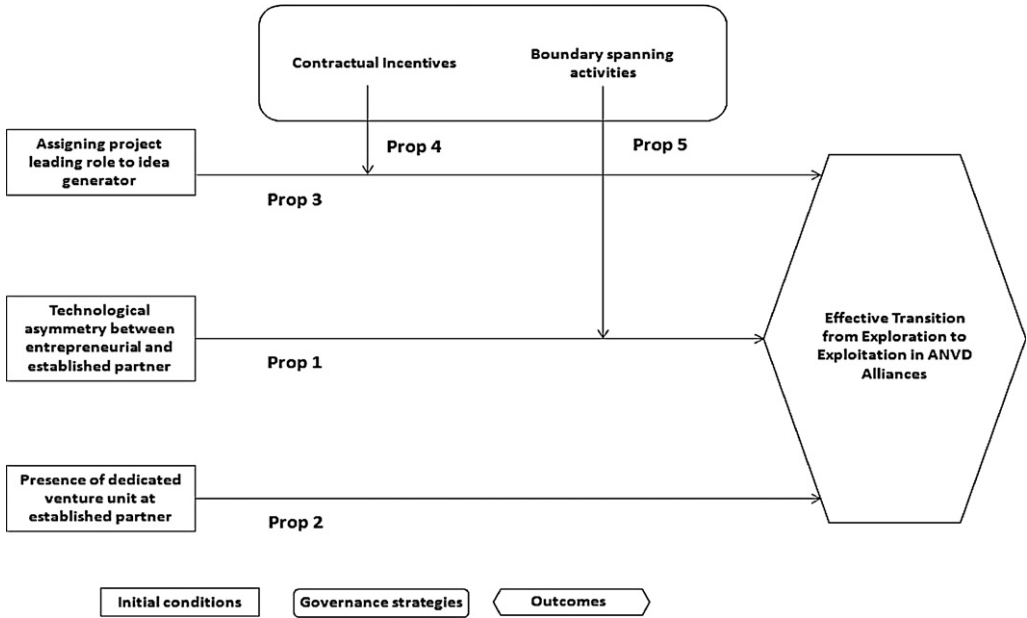 Contractual Incentives
Boundary spanning
activities
Prop 4
Prop 5
Assigning project
leading role to idea
generator
Prop 3
Technological
asymmetry between
entrepreneurial and
established partner
Prop 1
Effective Transition
from Exploration to
Exploitation in ANVD
Alliances
Presence of dedicated
venture unit at
established partner
Prop 2
Initial conditions
Governance strategies
Outcomes